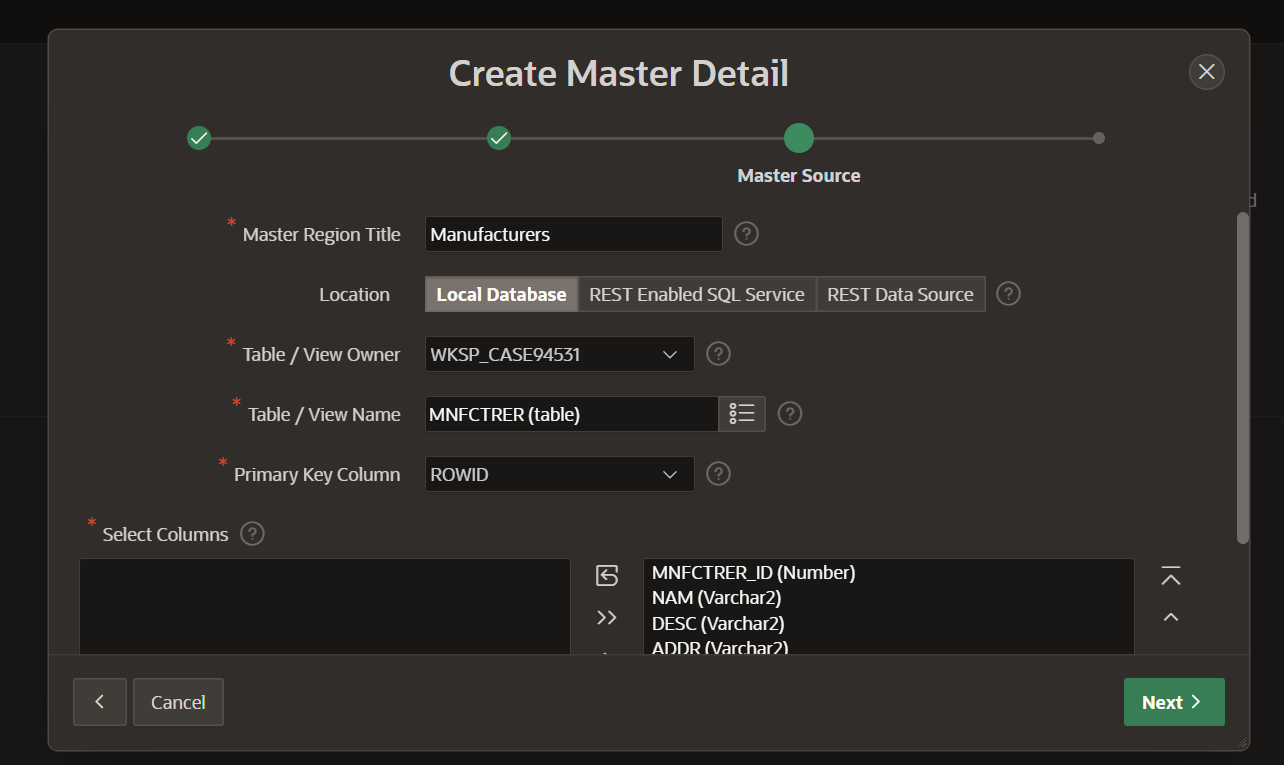 Create Master Detail
Master Source
* Master Region Title Manufacturers ?
Location Local Database REST Enabled SQL Service REST Data Source ?
* Table / View Owner WKSP_CASE94531 ?
* Table / View Name MNFCTRER (table) ?
* Primary Key Column ROWID ?
* Select Columns ?
MNFCTRER_ID (Number)
NAM (Varchar2)
DESC (Varchar2)
ADDR (Varchar2)
Cancel Next